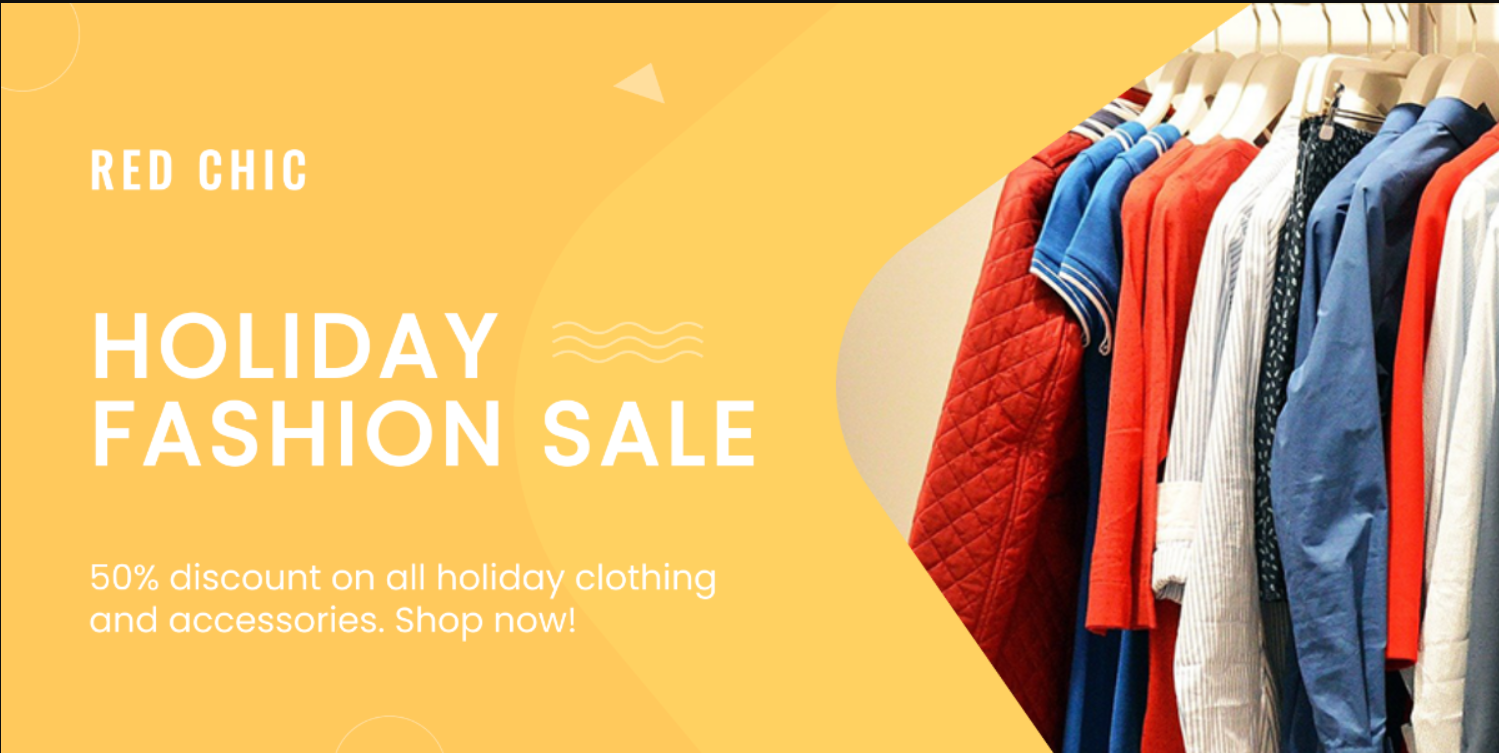 RED CHIC
HOLIDAY
FASHION SALE
50% discount on all holiday clothing
and accessories. Shop now!